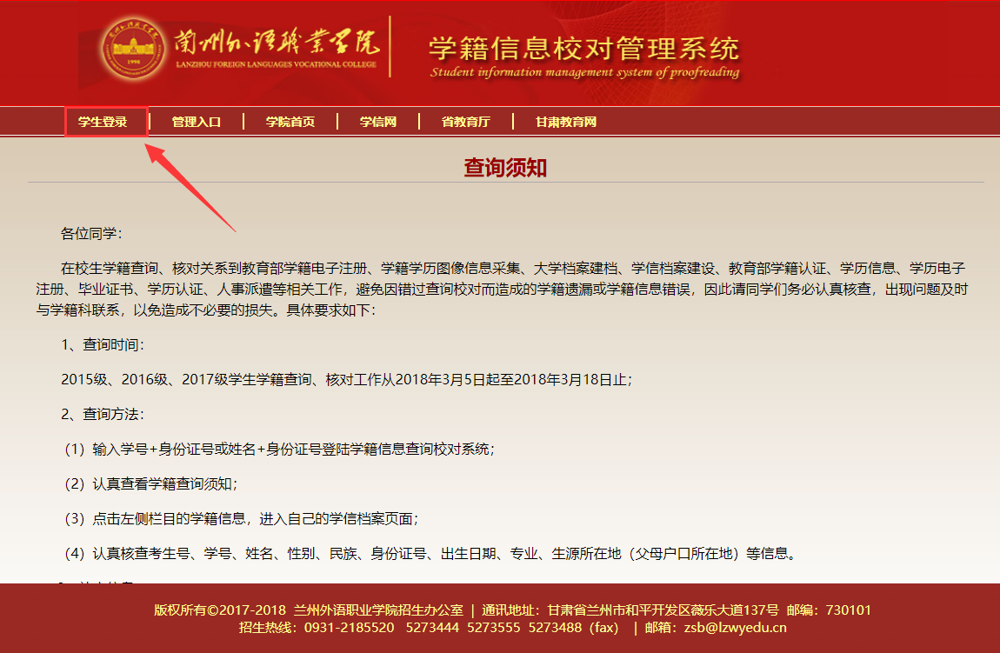 兰州外语职业学院
LANZHOU FOREIGN LANGUAGES VOCATIONAL COLLEGE
1998
学籍信息校对管理系统
Student information management system of proofreading
学生登录 管理入口 学院首页 学信网 省教育厅 甘肃教育网
查询须知
各位同学：
在校生学籍查询、核对关系到教育部学籍电子注册、学籍学历图像信息采集、大学档案建档、学信档案建设、教育部学籍认证、学历信息、学历电子
注册、毕业证书、学历认证、人事派遣等相关工作，避免因错过查询校对而造成的学籍遗漏或学籍信息错误，因此请同学们务必认真核查，出现问题及时
与学籍科联系，以免造成不必要的损失。具体要求如下：
1、查询时间：
2015级、2016级、2017级学生学籍查询、核对工作从2018年3月5日起至2018年3月18日止；
2、查询方法：
（1）输入学号+身份证号或姓名+身份证号登陆学籍信息查询校对系统；
（2）认真查看学籍查询须知；
（3）点击左侧栏目的学籍信息，进入自己的学信档案页面；
（4）认真核查考生号、学号、姓名、性别、民族、身份证号、出生日期、专业、生源所在地（父母户口所在地）等信息。
版权所有©2017-2018 兰州外语职业学院招生办公室 | 通讯地址：甘肃省兰州市和平开发区薇乐大道137号 邮编：730101
招生热线：0931-2185520 5273444 5273555 5273488（fax） | 邮箱：zsb@lzwyedu.cn